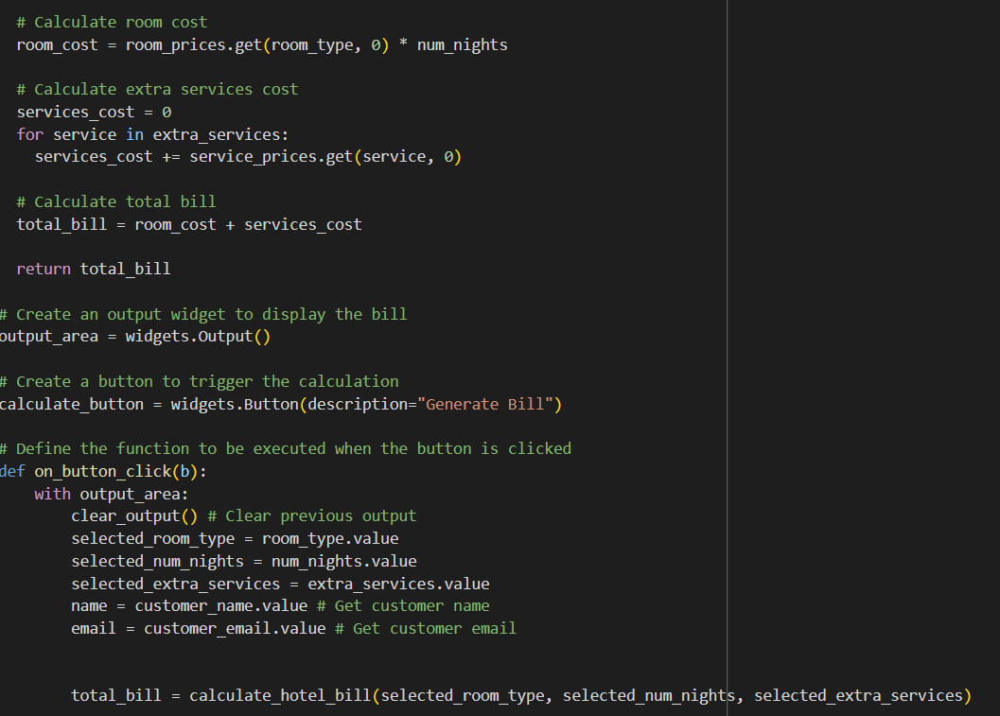 # Calculate room cost
room_cost = room_prices.get(room_type, 0) * num_nights
# Calculate extra services cost
services_cost = 0
for service in extra_services:
services_cost += service_prices.get(service, 0)
# Calculate total bill
total_bill = room_cost + services_cost
return total_bill
# Create an output widget to display the bill
output_area = widgets.Output()
# Create a button to trigger the calculation
calculate_button = widgets.Button(description="Generate Bill")
# Define the function to be executed when the button is clicked
def on_button_click(b):
with output_area:
clear_output() # Clear previous output
selected_room_type = room_type.value
selected_num_nights = num_nights.value
selected_extra_services = extra_services.value
name = customer_name.value # Get customer name
email = customer_email.value # Get customer email
total_bill = calculate_hotel_bill(selected_room_type, selected_num_nights, selected_extra_services)